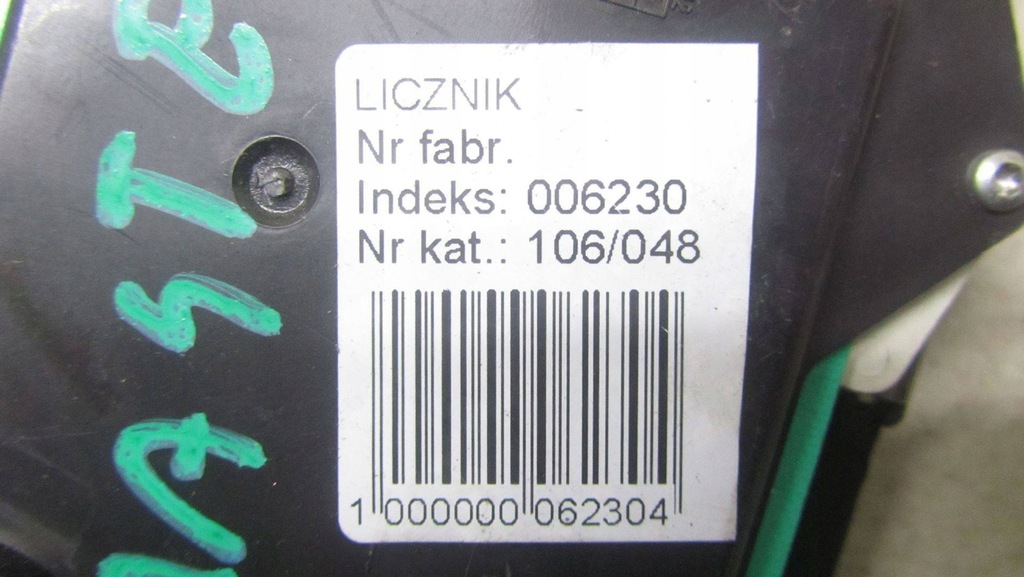 LICZNIK
Nr fabr.
Indeks: 006230
Nr kat.: 106/048
1 000000 062304